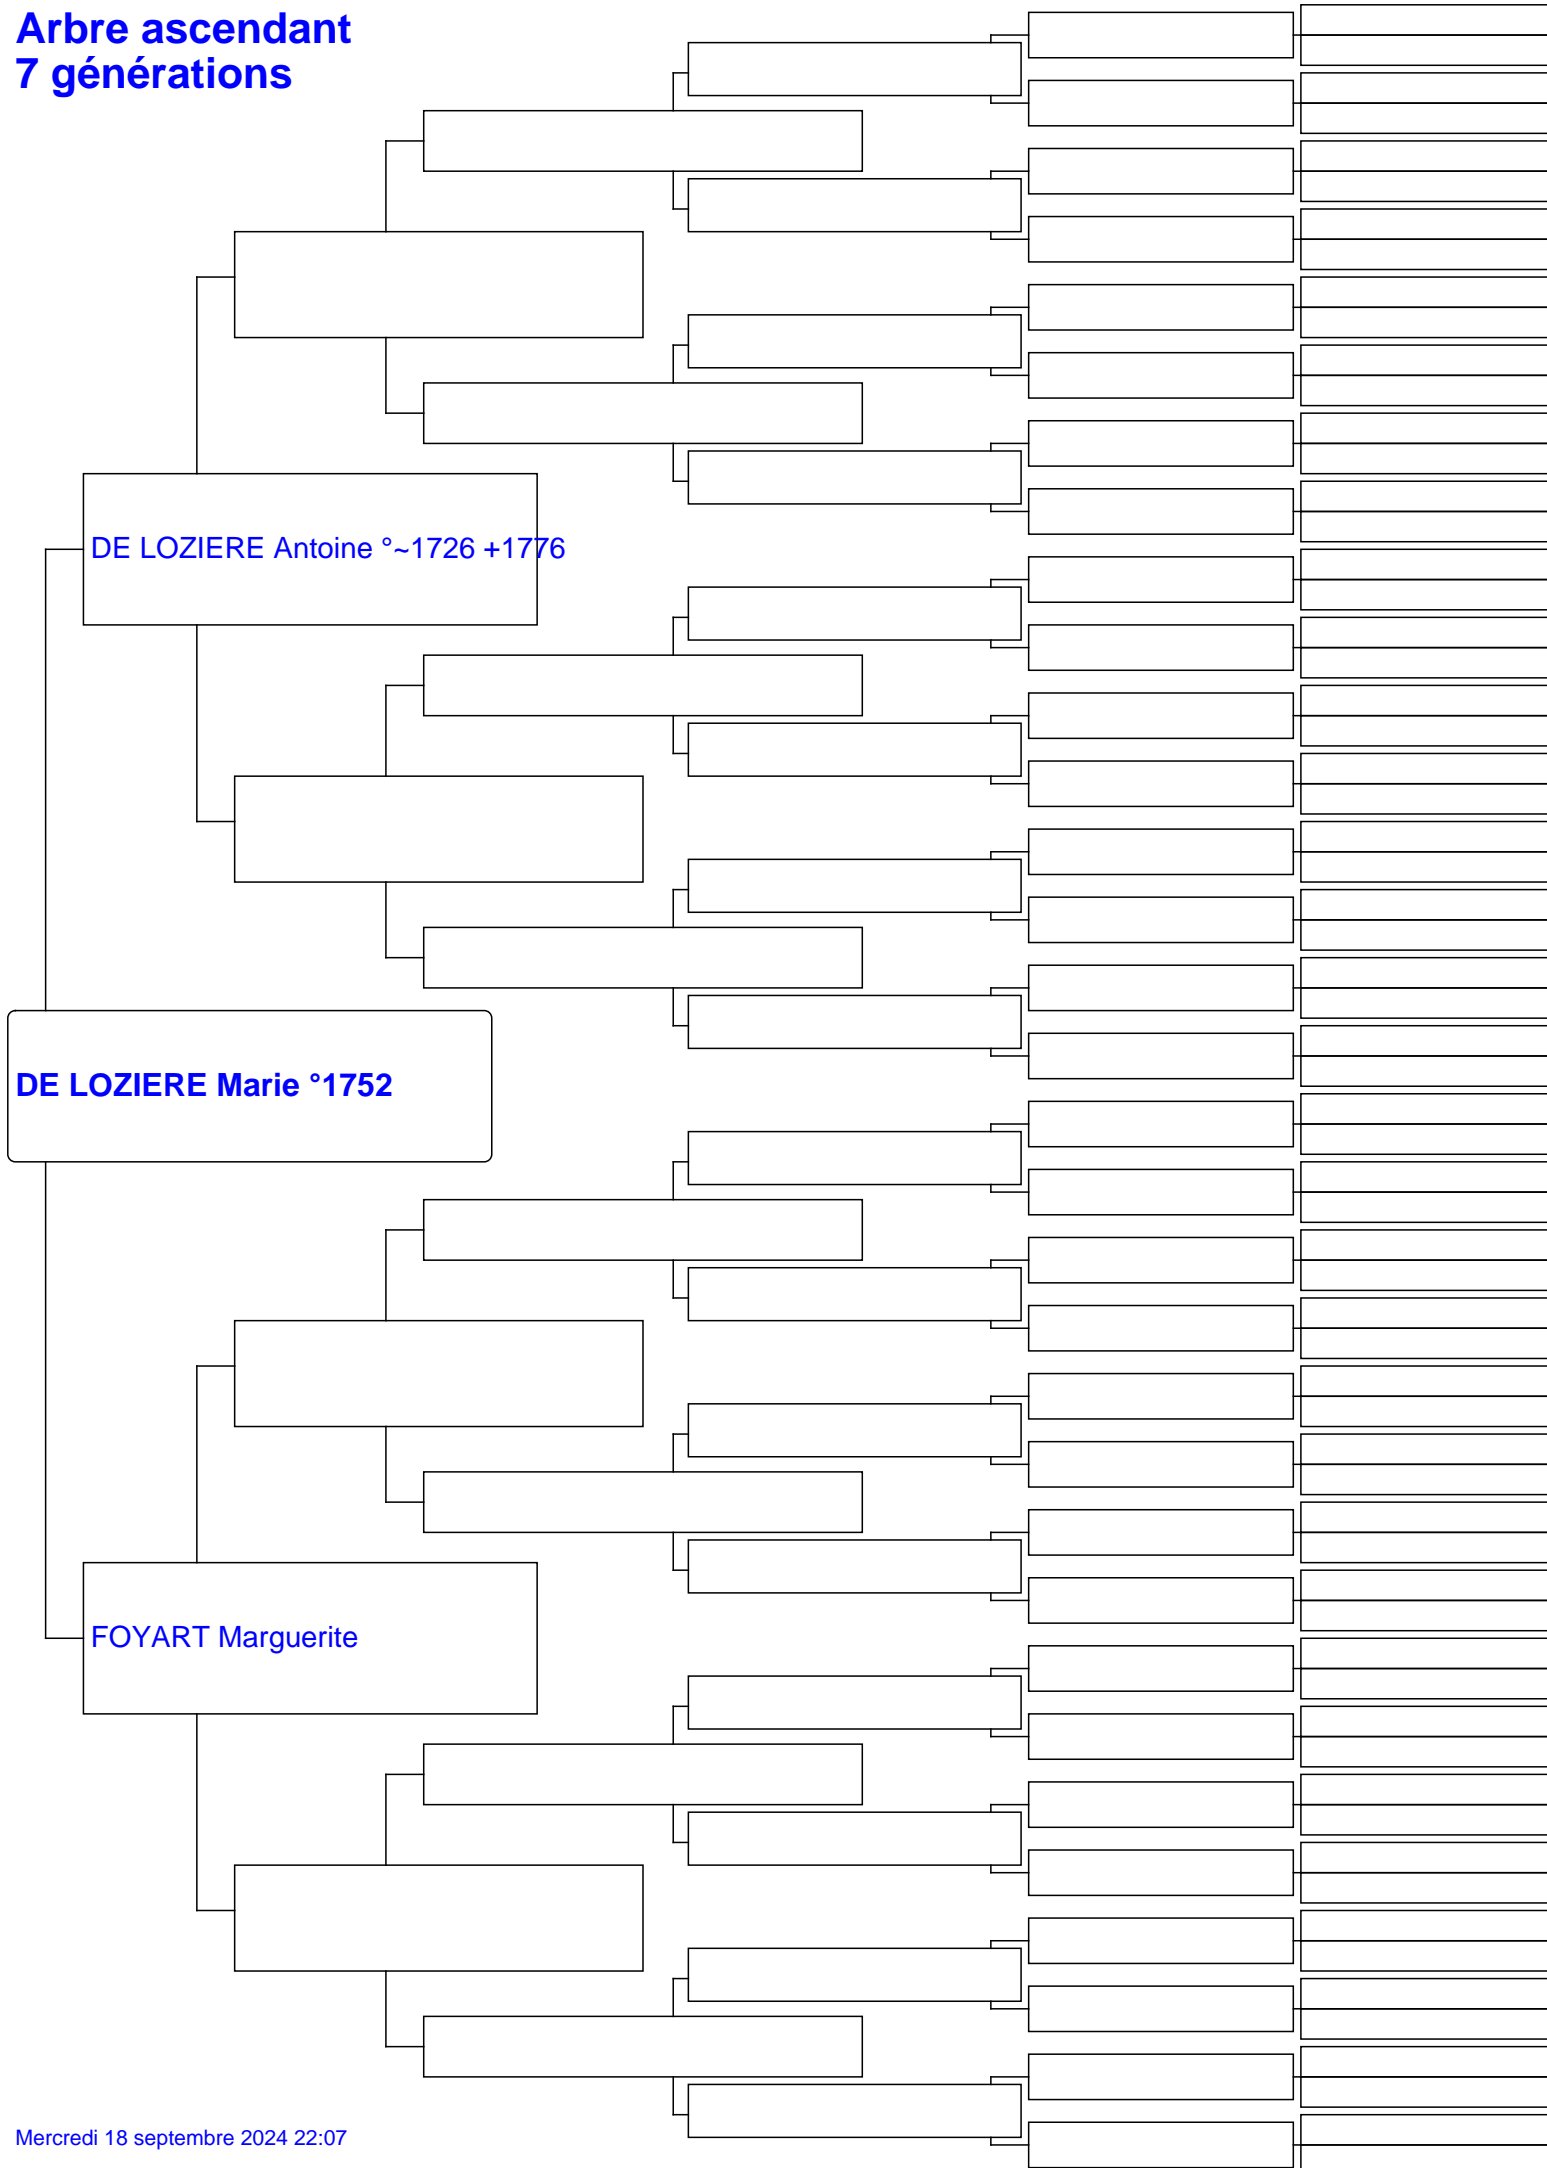 Arbre ascendant
7 générations
DE LOZIERE Antoine °~1726 +1776
DE LOZIERE Marie °1752
FOYART Marguerite
Mercredi 18 septembre 2024 22:07